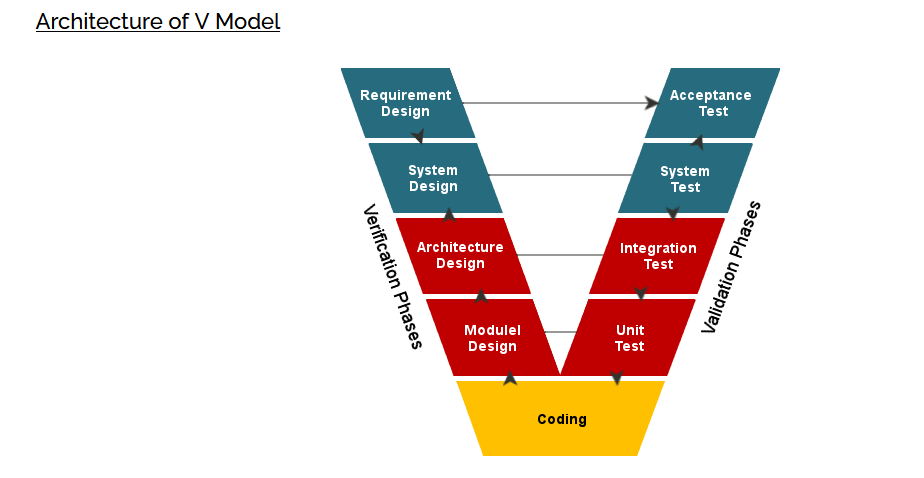 Architecture of V Model
Requirement
Design
Acceptance
Test
System
Design
System
Test
Architecture
Design
Integration
Test
Modulel
Design
Unit
Test
Coding
Verification Phases
Validation Phases